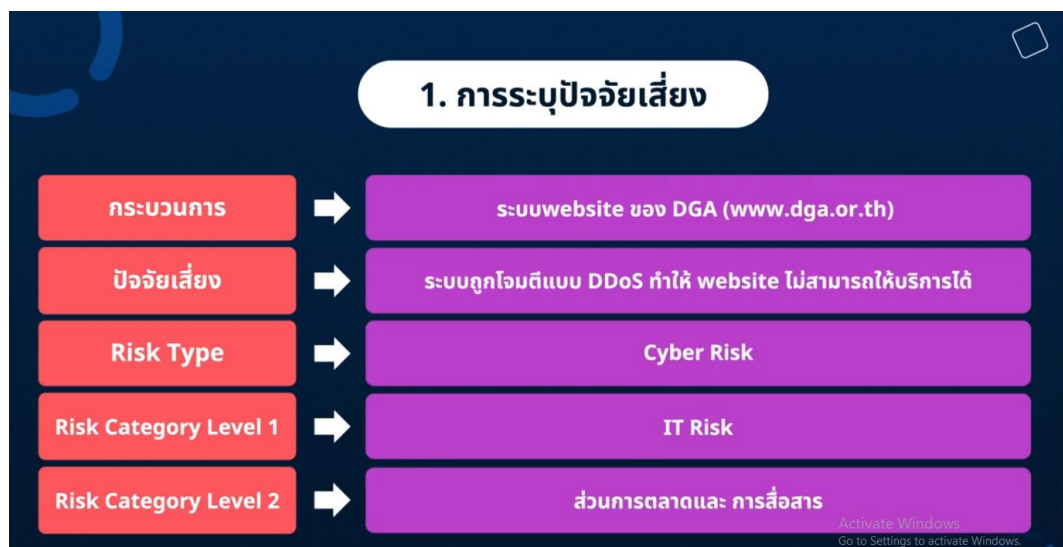 1. การระบุปัจจัยเสี่ยง
กระบวนการ
ระบบwebsite ของ DGA (www.dga.or.th)
ปัจจัยเสี่ยง
ระบบถูกโจมตีแบบ DDoS ทำให้ website ไม่สามารถให้บริการได้
Risk Type
Cyber Risk
Risk Category Level 1
IT Risk
Risk Category Level 2
ส่วนการตลาดและ การสื่อสาร
Activate Windows
Go to Settings to activate Windows.